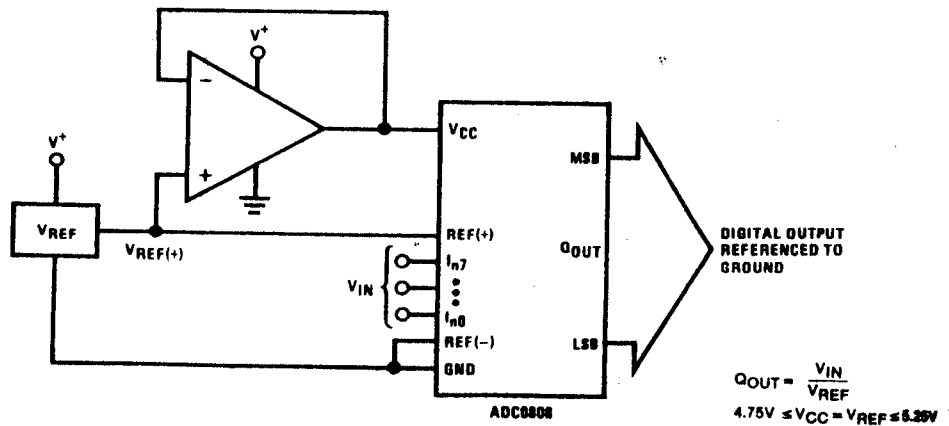 V+
−
+
V+
VREF
VREF(+)
VCC
REF(+)
VIN
In7
In0
REF(−)
GND
MSB
QOUT
LSB
ADC0808
DIGITAL OUTPUT
REFERENCED TO
GROUND
QOUT = VIN
VREF
4.75V ≤ VCC = VREF ≤ 5.25V